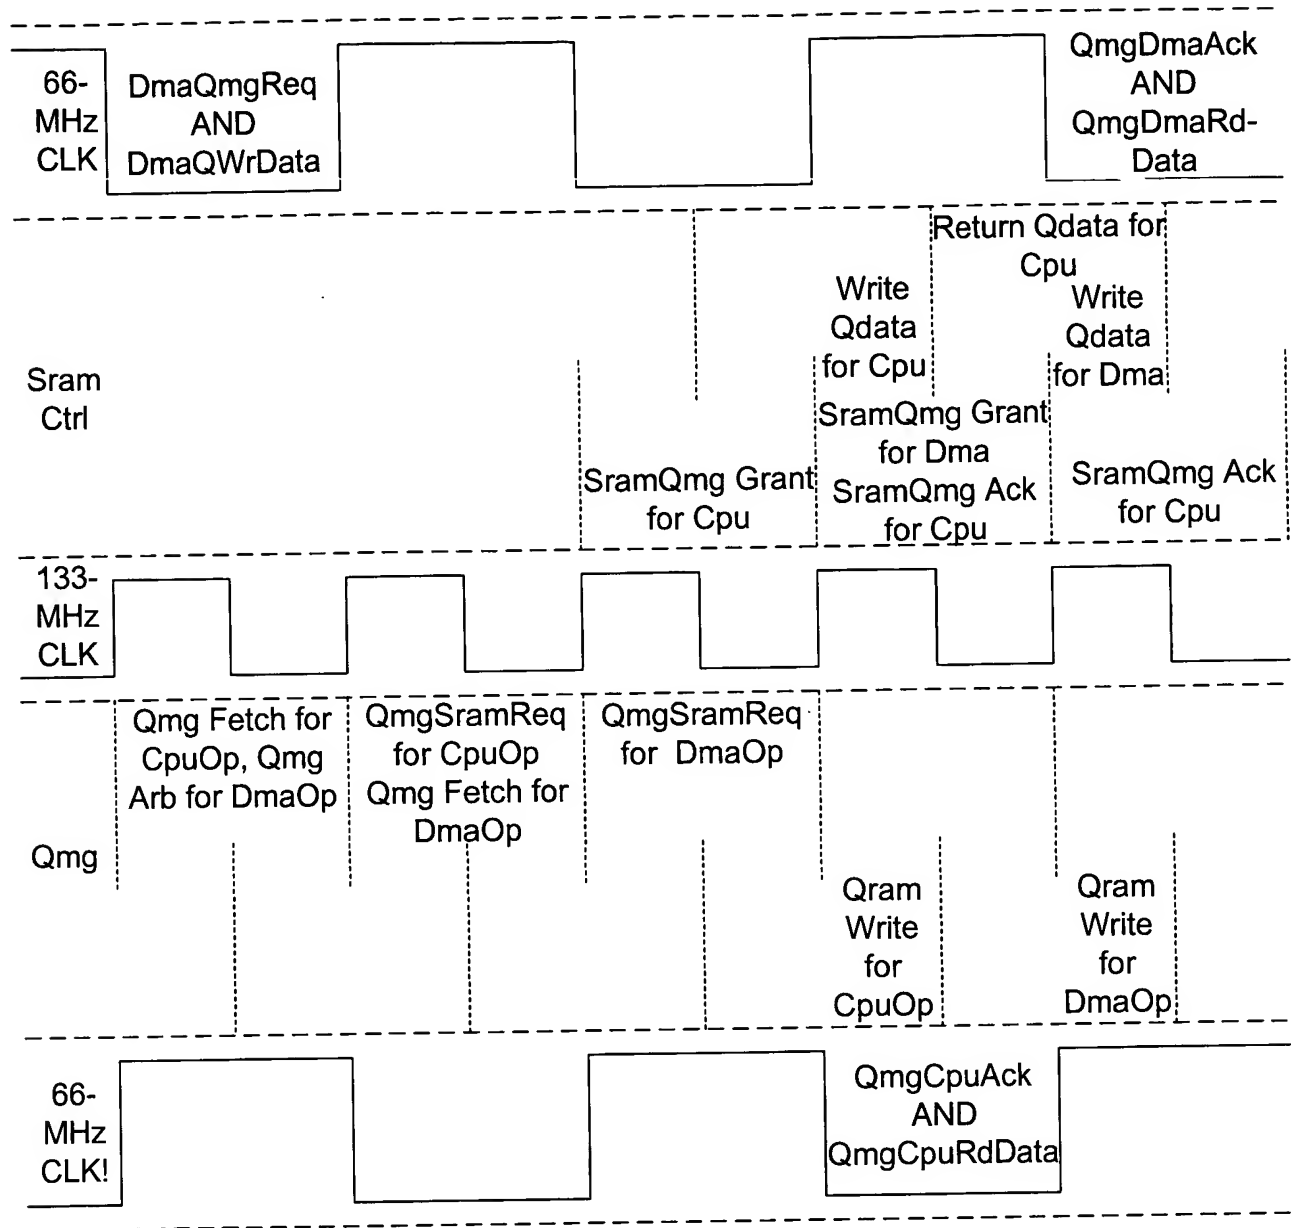 66-
MHz
CLK
DmaQmgReq
AND
DmaQWrData
QmgDmaAck
AND
QmgDmaRd-
Data
Sram
Ctrl
SramQmg Grant
for Cpu
Write
Qdata
for Cpu
SramQmg Grant
for Dma
SramQmg Ack
for Cpu
Return Qdata for
Cpu
Write
Qdata
for Dma
SramQmg Ack
for Cpu
133-
MHz
CLK
Qmg
Qmg Fetch for
CpuOp, Qmg
Arb for DmaOp
QmgSramReq
for CpuOp
Qmg Fetch for
DmaOp
QmgSramReq
for DmaOp
Qram
Write
for
CpuOp
Qram
Write
for
DmaOp
66-
MHz
CLK!
QmgCpuAck
AND
QmgCpuRdData